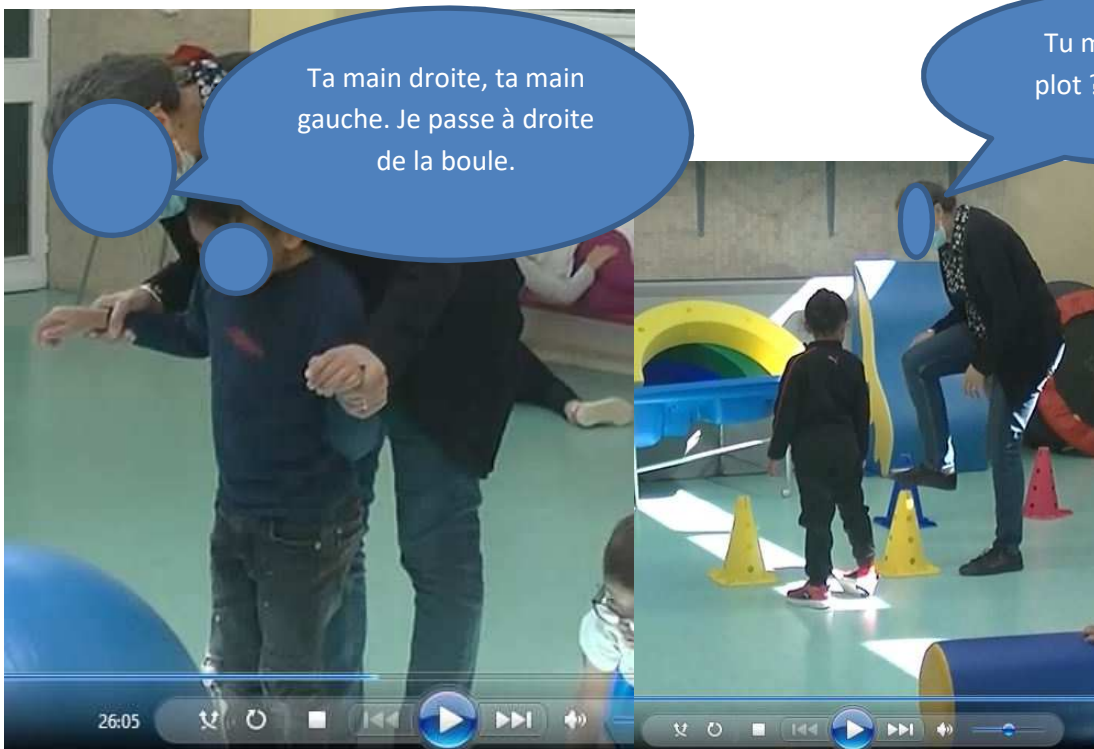 Ta main droite, ta main
gauche. Je passe à droite
de la boule.
Tu
plot ?
26:05